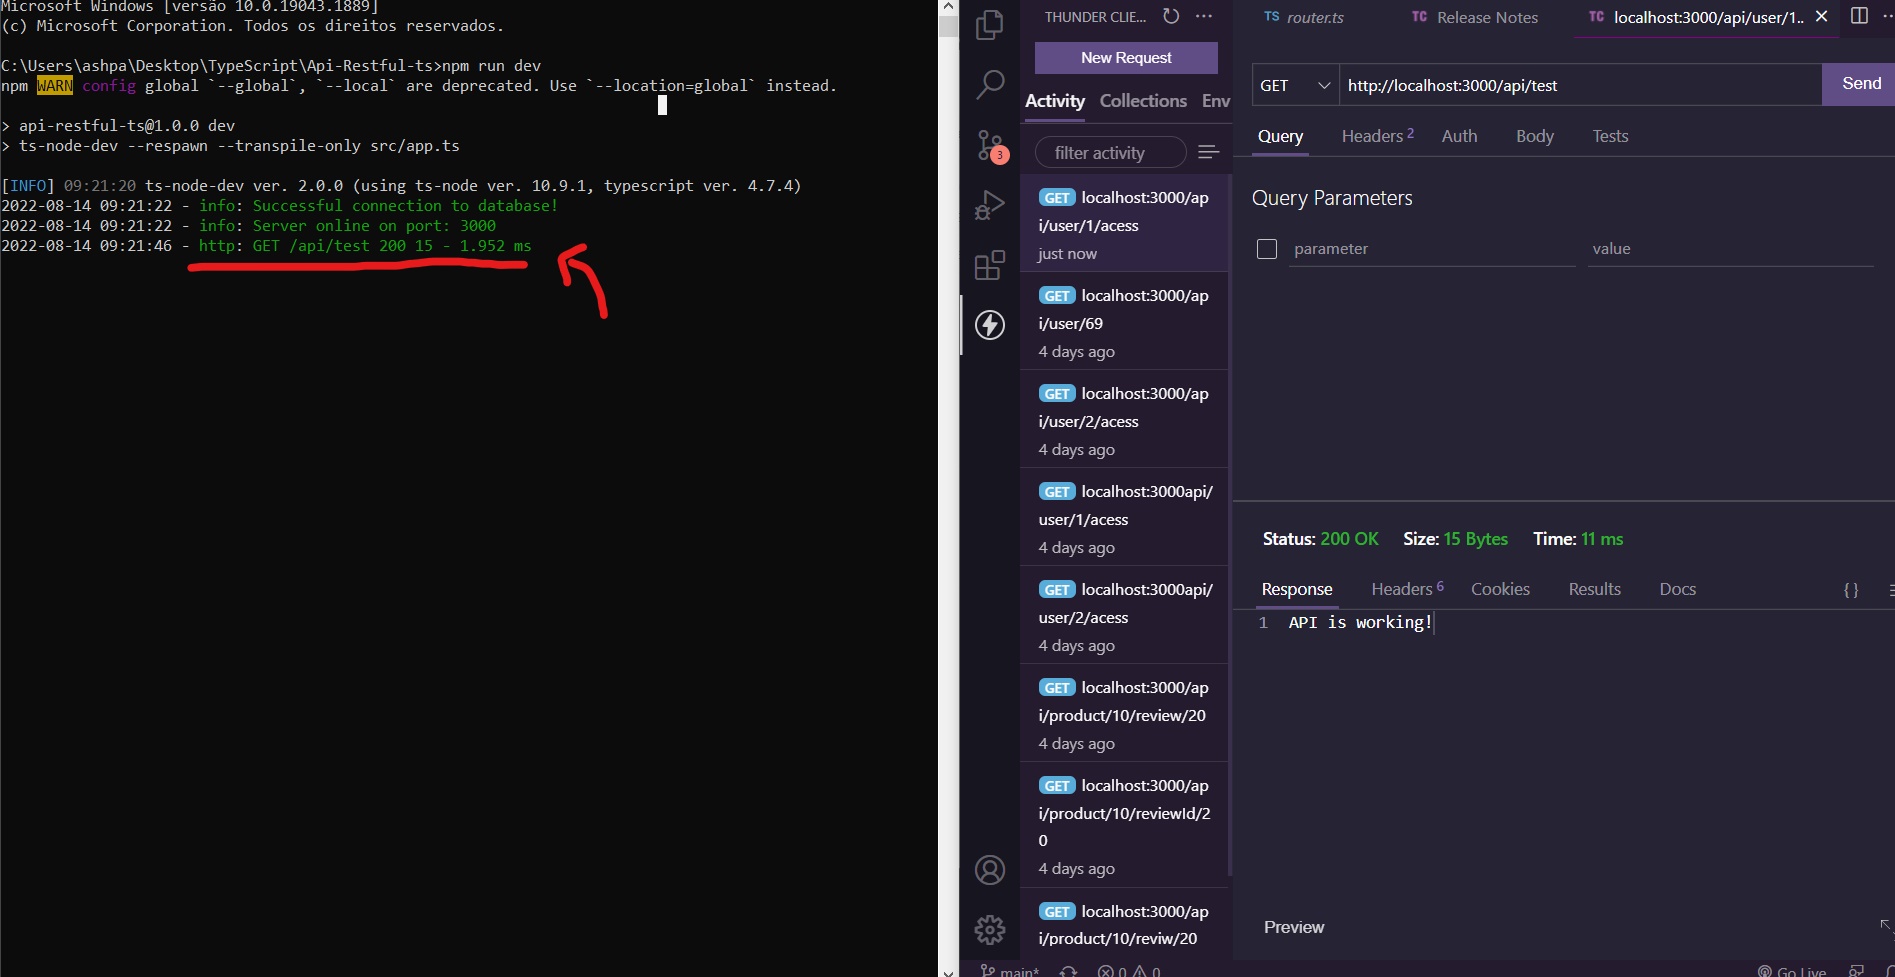 Microsoft Windows [versão 10.0.19043.1889]
(c) Microsoft Corporation. Todos os direitos reservados.
C:\Users\ashpa\Desktop\TypeScript\Api-Restful-ts>npm run dev
npm WARN config global `--global`, `--local` are deprecated. Use `--location=global` instead.
> api-restful-ts@1.0.0 dev
> ts-node-dev --respawn --transpile-only src/app.ts
[INFO] 09:21:20 ts-node-dev ver. 2.0.0 (using ts-node ver. 10.9.1, typescript ver. 4.7.4)
2022-08-14 09:21:22 - info: Successful connection to database!
2022-08-14 09:21:22 - info: Server online on port: 3000
2022-08-14 09:21:46 - http: GET /api/test 200 15 - 1.952 ms
3
THUNDER CLIE... ···
New Request
Activity Collections Env
filter activity
GET localhost:3000/ap
i/user/1/acess
just now
GET localhost:3000/ap
i/user/69
4 days ago
GET localhost:3000/ap
i/user/2/acess
4 days ago
GET localhost:3000api/
user/1/acess
4 days ago
GET localhost:3000api/
user/2/acess
4 days ago
GET localhost:3000/ap
i/product/10/review/20
4 days ago
GET localhost:3000/ap
i/product/10/reviewId/2
0
4 days ago
GET localhost:3000/ap
i/product/10/reviw/20
TS router.ts TC Release Notes TC localhost:3000/api/user/1..
GET http://localhost:3000/api/test Send
Query Headers 2 Auth Body Tests
Query Parameters
parameter value
Status: 200 OK Size: 15 Bytes Time: 11 ms
Response Headers 6 Cookies Results Docs {}
1 API is working!
Preview
main* 0 0 Go Live